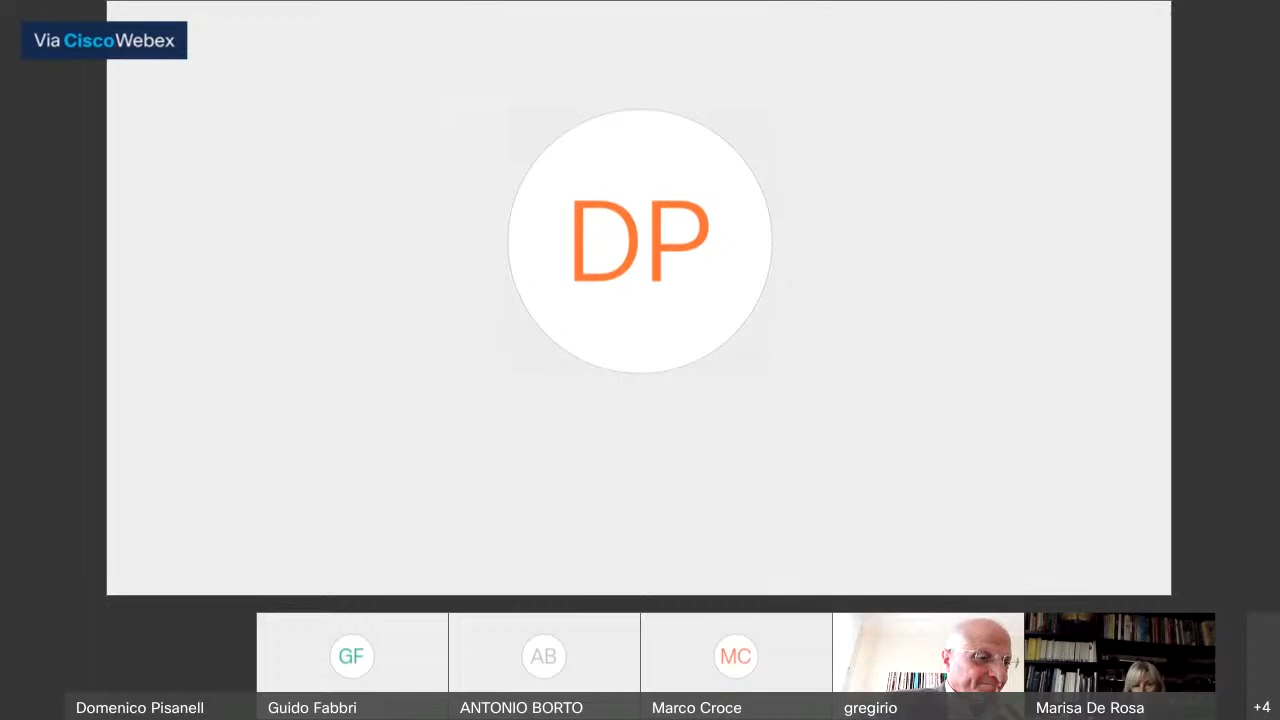 Via CiscoWebex
DP
GF
AB
MC
Domenico Pisanell
Guido Fabbri
ANTONIO BORTO
Marco Croce
gregirio
Marisa De Rosa
+4